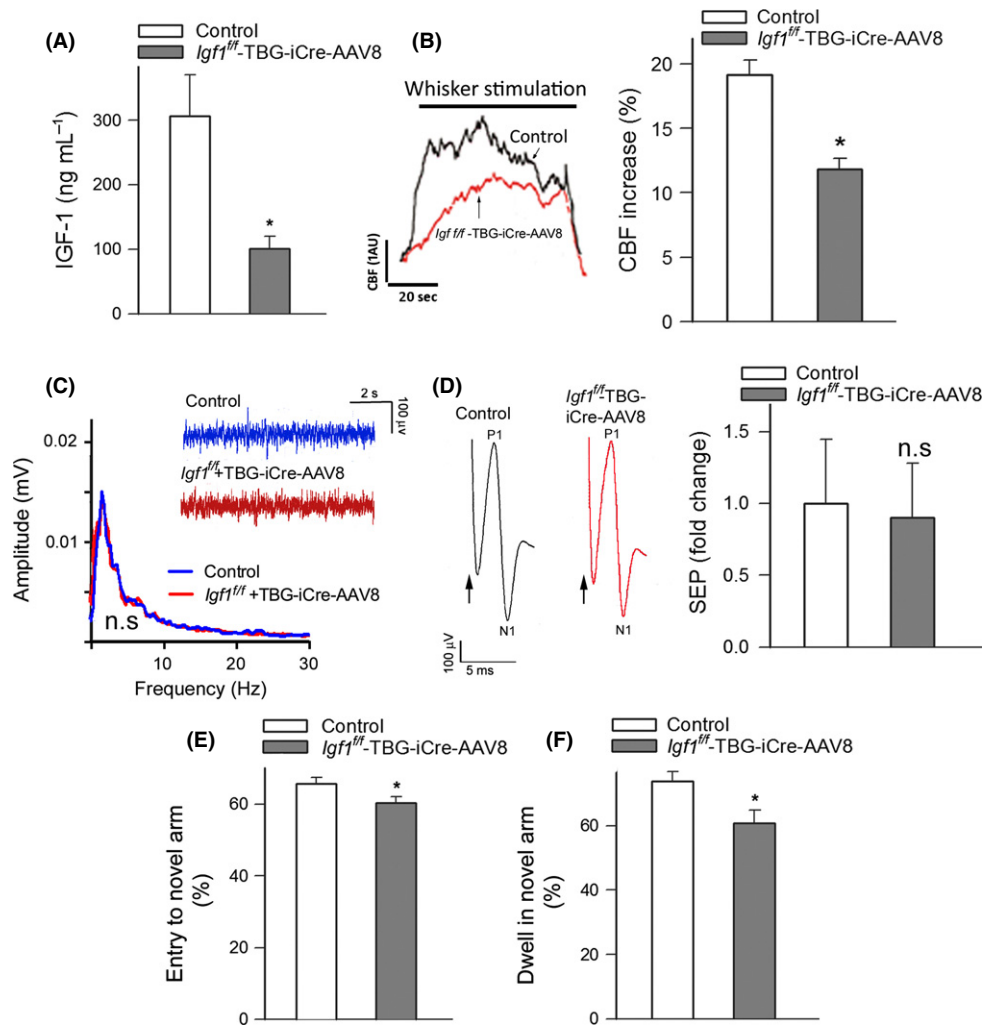 (A)
Control
Igf1f/f-TBG-iCre-AAV8
IGF-1 (ng mL−1)
300
200
100
0
*
(B)
Whisker stimulation
Control
Igf f/f -TBG-iCre-AAV8
CBF (1AU)
20 sec
Control
Igf1f/f-TBG-iCre-AAV8
CBF increase (%)
20
15
10
5
0
*
(C)
Control
2 s
100 μV
Igf1f/f+TBG-iCre-AAV8
Amplitude (mV)
0.02
0.01
Control
Igf1f/f +TBG-iCre-AAV8
n.s
10
20
30
Frequency (Hz)
(D)
Control
Igf1f/f-TBG-
iCre-AAV8
P1
P1
N1
N1
100 μV
5 ms
Control
Igf1f/f-TBG-iCre-AAV8
SEP (fold change)
1.5
1.0
0.5
0.0
n.s
(E)
Control
Igf1f/f-TBG-iCre-AAV8
Entry to novel arm
(%)
60
40
20
0
*
(F)
Control
Igf1f/f-TBG-iCre-AAV8
Dwell in novel arm
(%)
60
40
20
0
*